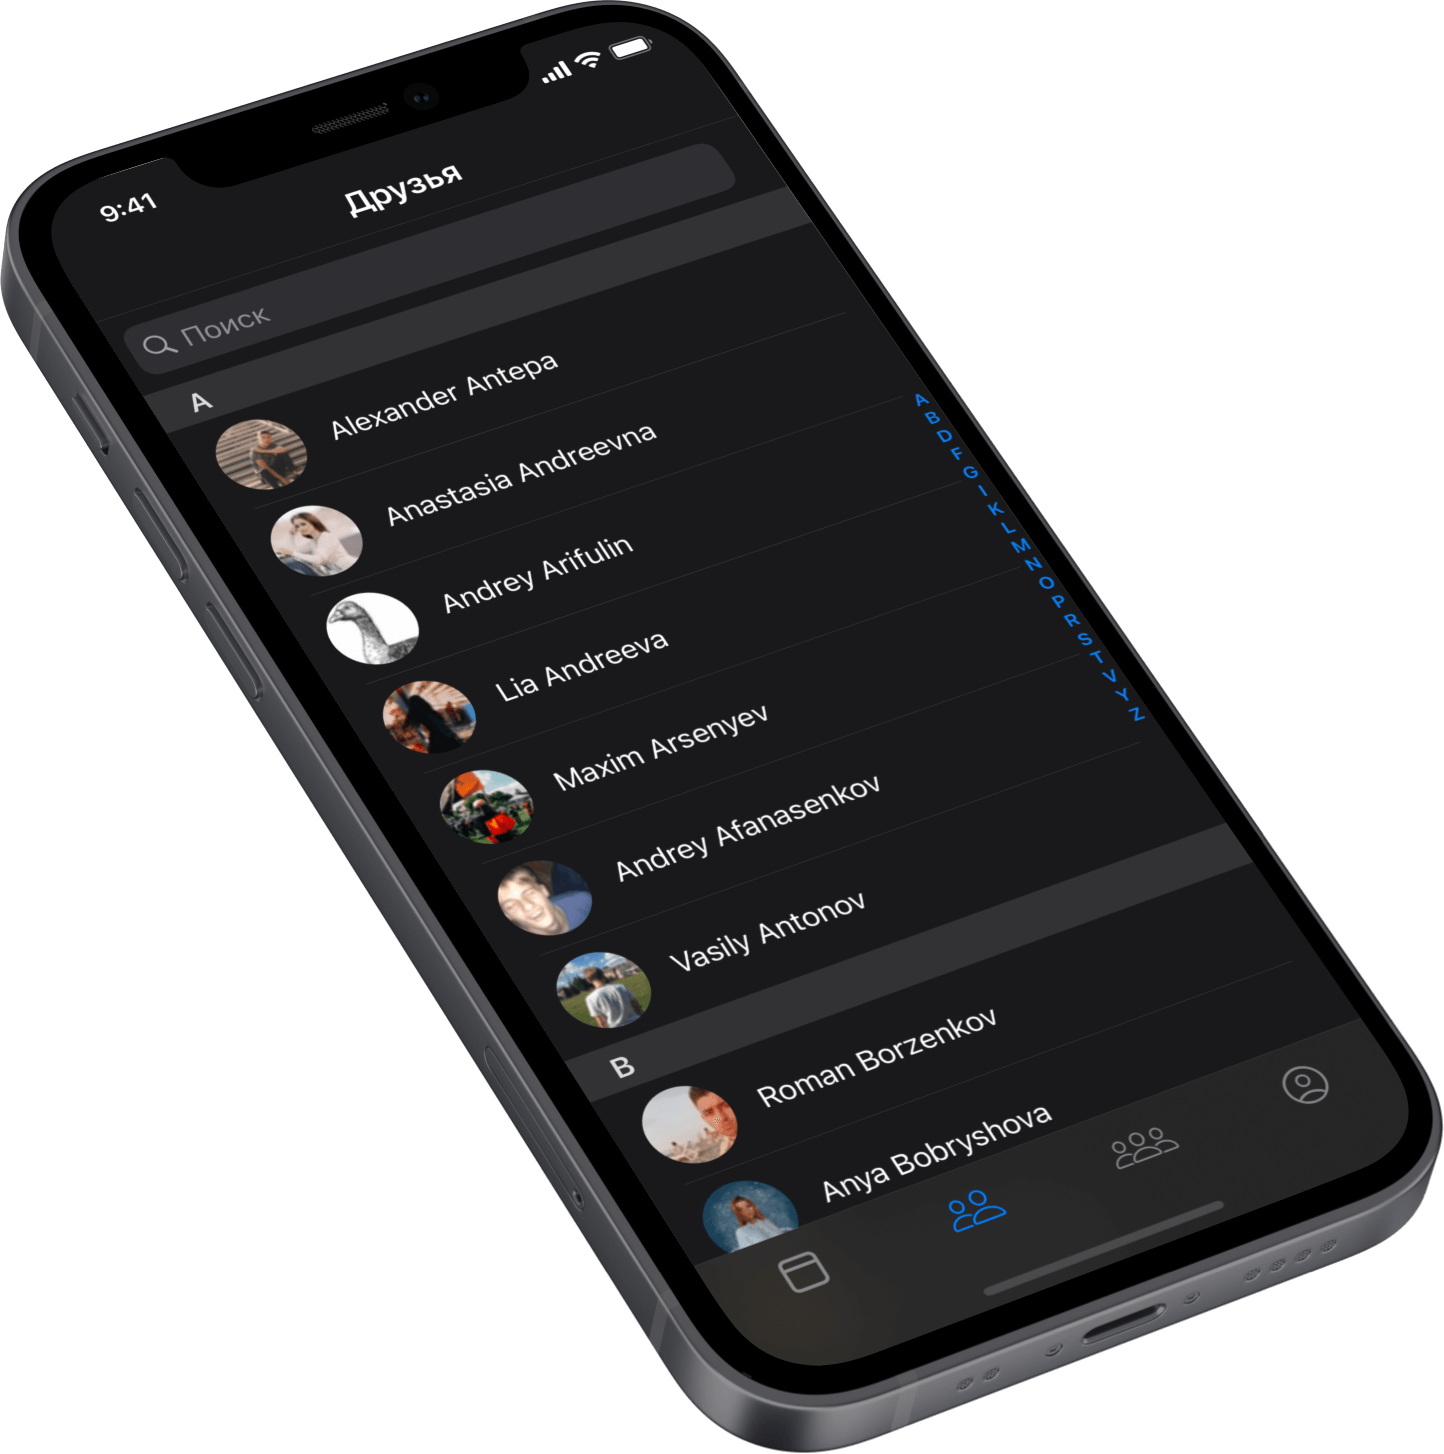 9:41
Друзья
Поиск
A
Alexander Antepa
Anastasia Andreevna
Andrey Arifulin
Lia Andreeva
Maxim Arsenyev
Andrey Afanasenkov
Vasily Antonov
B
Roman Borzenkov
Anya Bobryshova
A
B
D
F
G
I
K
L
M
N
O
P
R
S
T
V
Y
Z